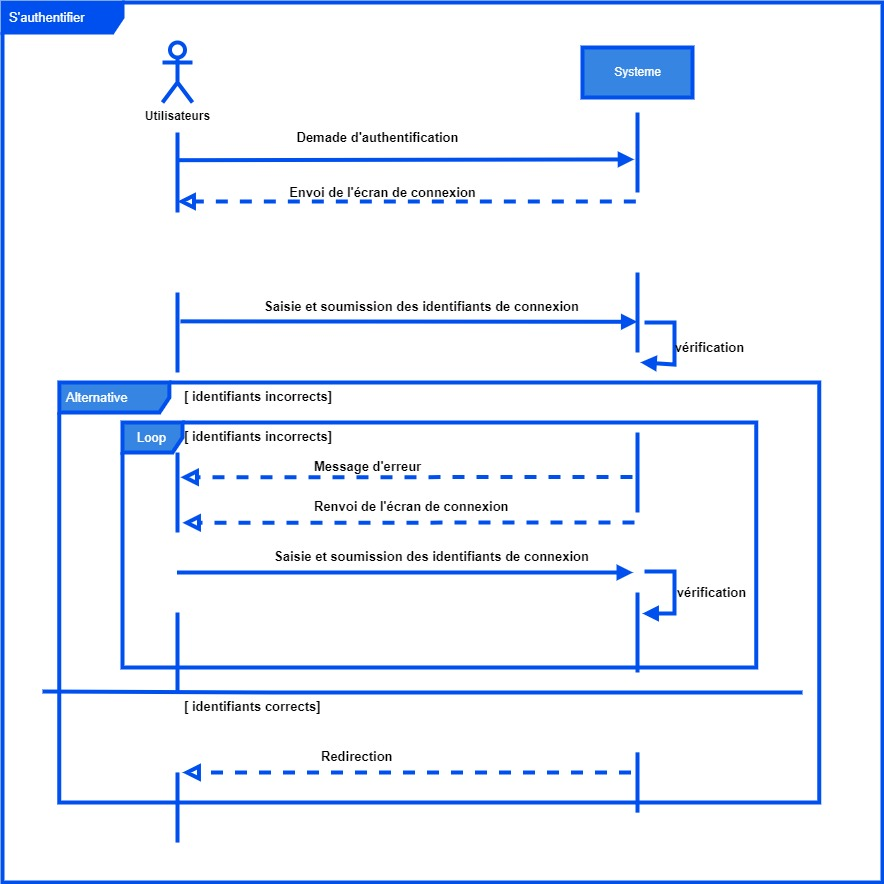 S'authentifier
Systeme
Utilisateurs
Demade d'authentification
Envoi de l'écran de connexion
Saisie et soumission des identifiants de connexion
vérification
Alternative
[ identifiants incorrects]
Loop
[ identifiants incorrects]
Message d'erreur
Renvoi de l'écran de connexion
Saisie et soumission des identifiants de connexion
vérification
[ identifiants corrects]
Redirection